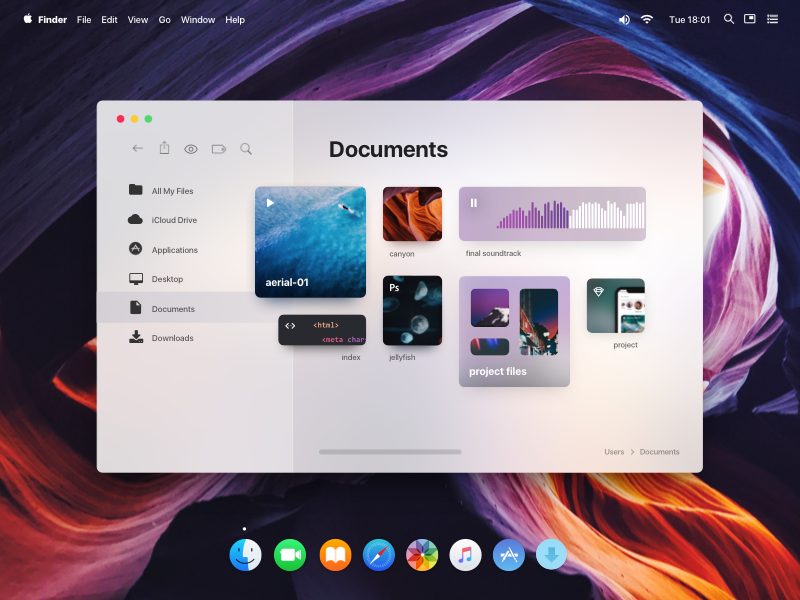 Finder File Edit View Go Window Help Tue 18:01
Documents
All My Files
iCloud Drive
Applications
Desktop
Documents
Downloads
aerial-01
canyon
final soundtrack
<html>
<meta char
index
Ps
jellyfish
project files
project
Users > Documents